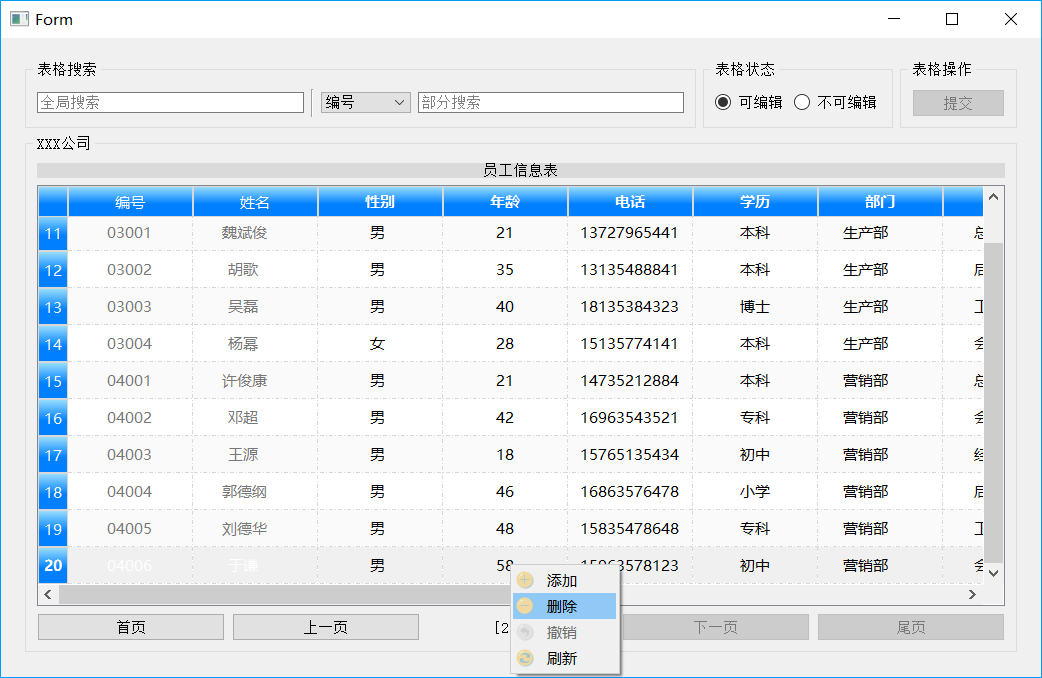 Form
表格搜索 表格状态 表格操作
全局搜索 编号 部分搜索 可编辑 不可编辑 提交
XXX公司
员工信息表
编号 姓名 性别 年龄 电话 学历 部门
11 03001 魏斌俊 男 21 13727965441 本科 生产部
12 03002 胡歌 男 35 13135488841 本科 生产部
13 03003 吴磊 男 40 18135384323 博士 生产部
14 03004 杨幂 女 28 15135774141 本科 生产部
15 04001 许俊康 男 21 14735212884 本科 营销部
16 04002 邓超 男 42 16963543521 专科 营销部
17 04003 王源 男 18 15765135434 初中 营销部
18 04004 郭德纲 男 46 16863576478 小学 营销部
19 04005 刘德华 男 48 15835478648 专科 营销部
20 04006 于谦 男 58 15963578123 初中 营销部
添加
删除
撤销
刷新
首页 上一页 [2 下一页 尾页